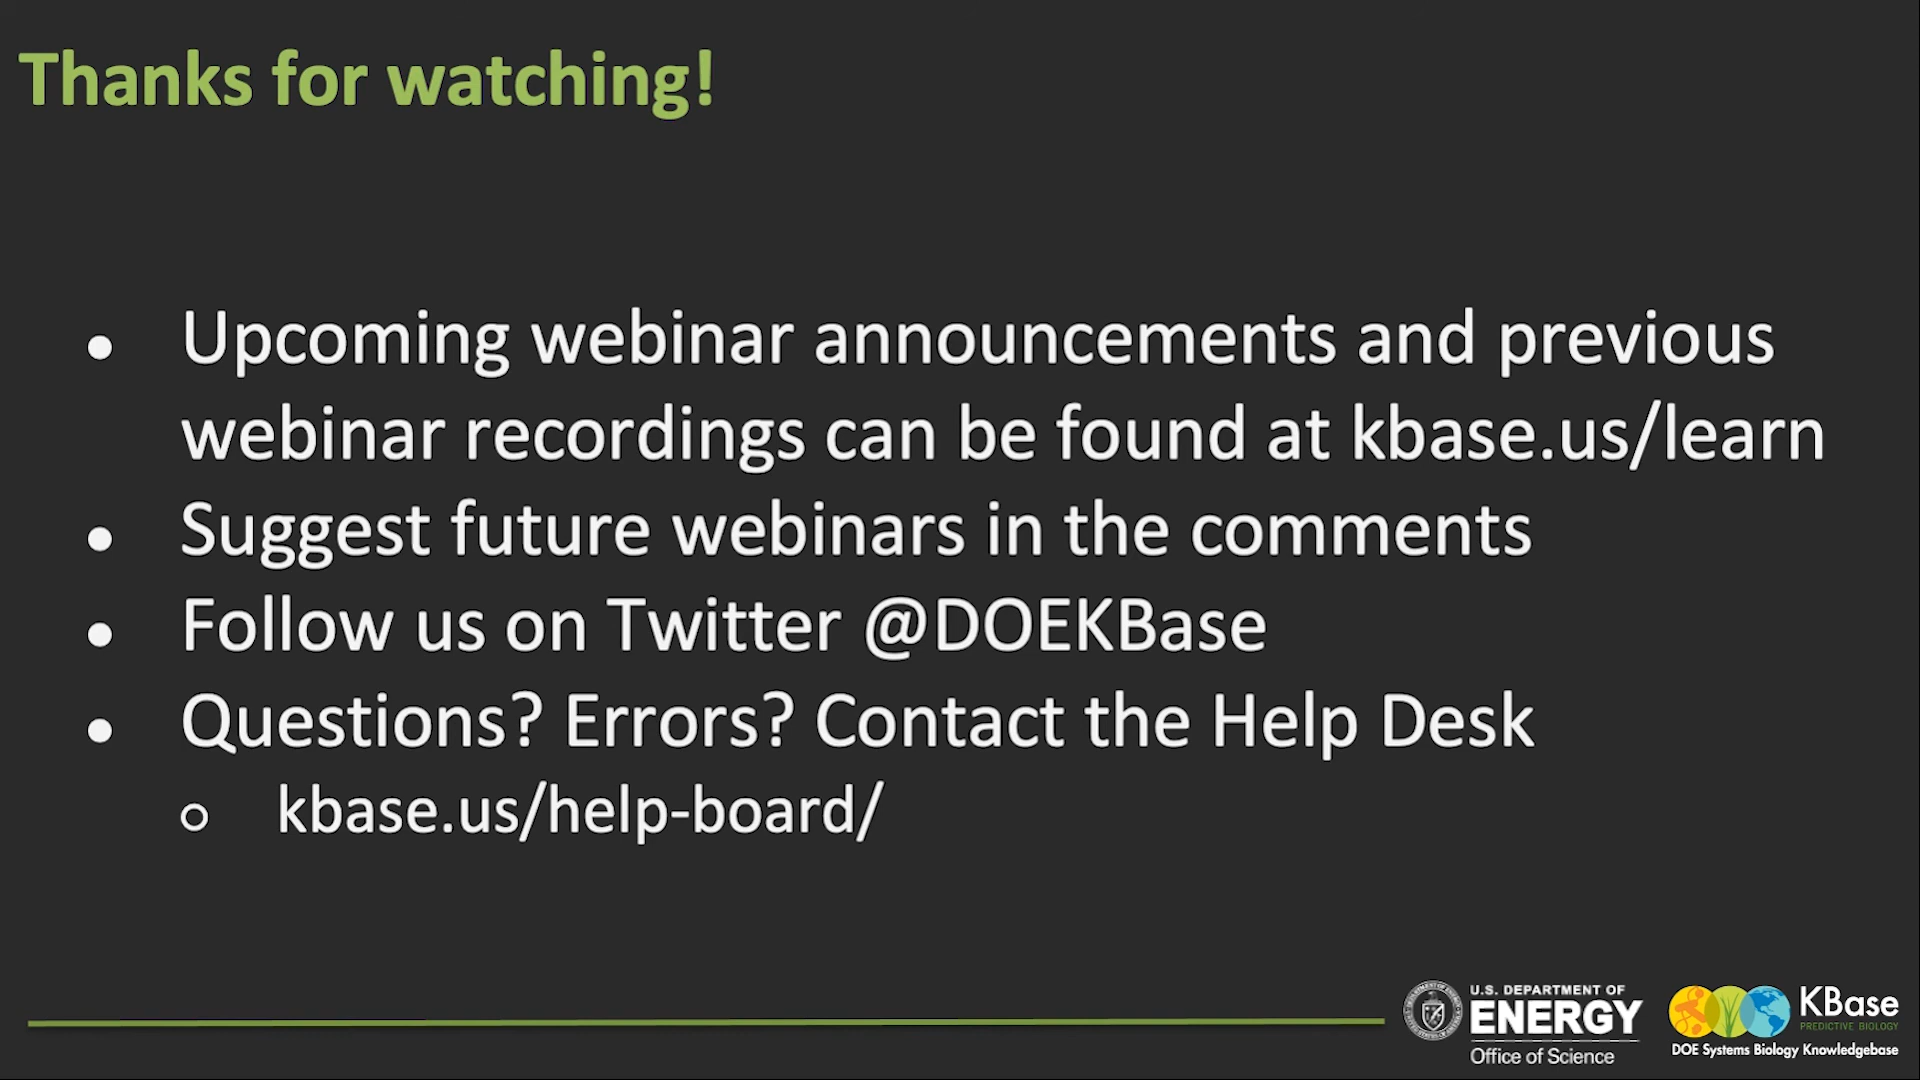 Thanks for watching!
● Upcoming webinar announcements and previous
webinar recordings can be found at kbase.us/learn
● Suggest future webinars in the comments
● Follow us on Twitter @DOEKBase
● Questions? Errors? Contact the Help Desk
○ kbase.us/help-board/
U.S. DEPARTMENT OF
ENERGY
Office of Science
KBase
PREDICTIVE BIOLOGY
DOE Systems Biology Knowledgebase